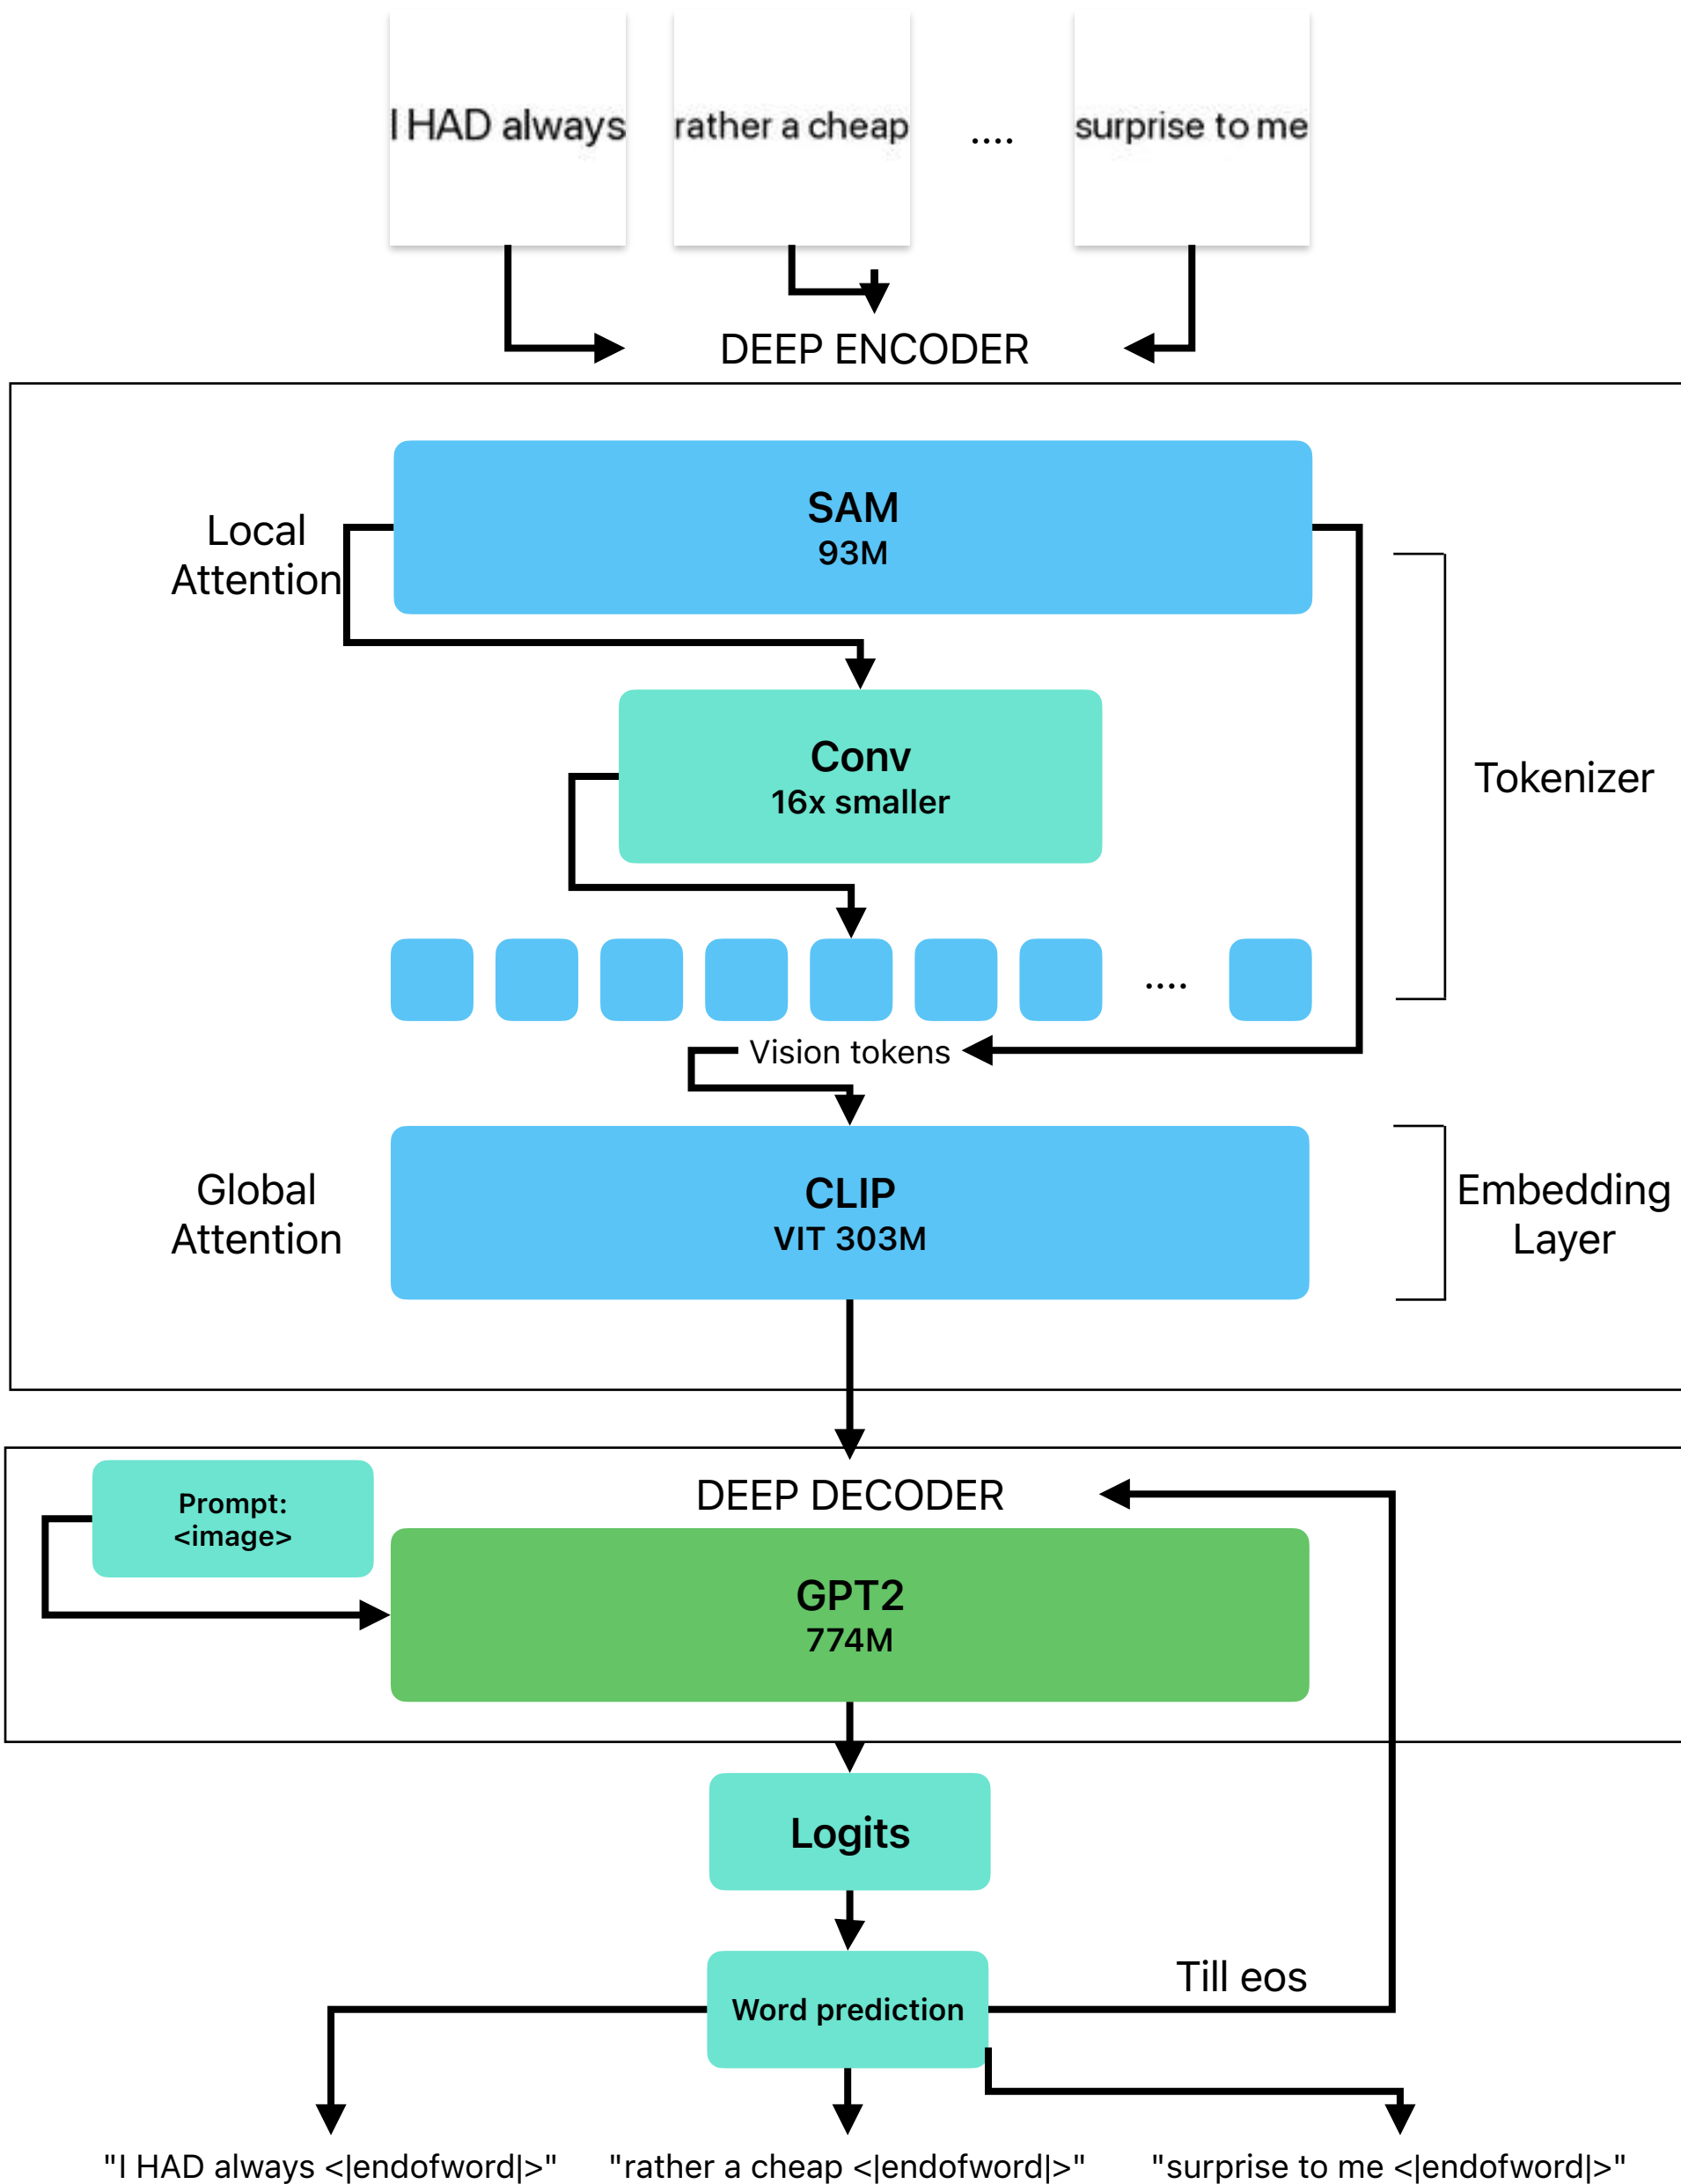 I HAD always
rather a cheap
....
surprise to me
DEEP ENCODER
SAM
93M
Local
Attention
Conv
16x smaller
Tokenizer
....
Vision tokens
Global
Attention
CLIP
VIT 303M
Embedding
Layer
Prompt:
<image>
DEEP DECODER
GPT2
774M
Logits
Word prediction
Till eos
"I HAD always <|endofword|>"
"rather a cheap <|endofword|>"
"surprise to me <|endofword|>"